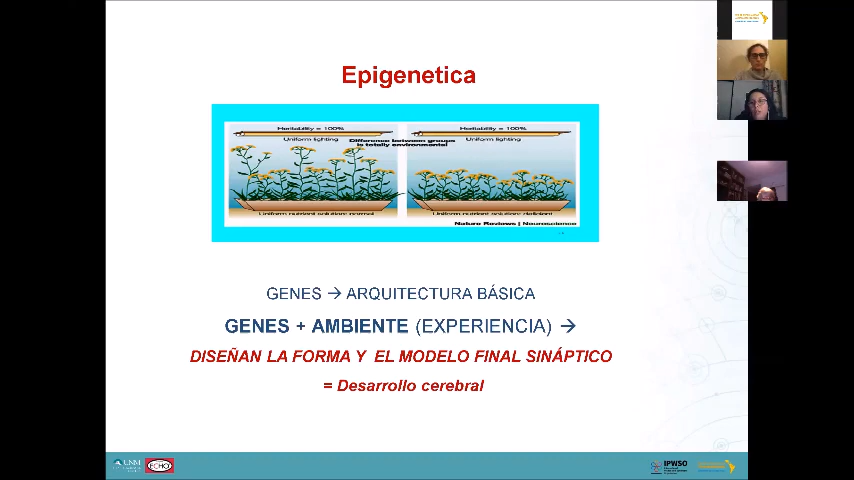 Epigenetica
Heritability = 100%
Heritability = 100%
Uniform lighting
Difference between groups
is totally environmental
Uniform lighting
Uniform nutrient solution: normal
Uniform nutrient solution: deficient
Nature Reviews | Neuroscience
GENES → ARQUITECTURA BÁSICA
GENES + AMBIENTE (EXPERIENCIA) →
DISEÑAN LA FORMA Y EL MODELO FINAL SINÁPTICO
= Desarrollo cerebral
UNM
ECHO
IPWSO